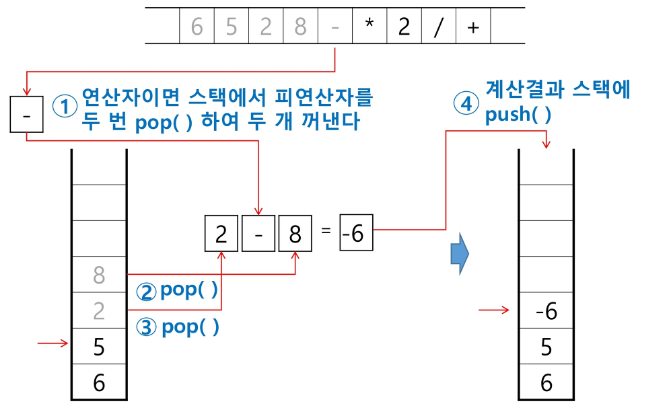 6 5 2 8 - * 2 / +
① 연산자이면 스택에서 피연산자를
두 번 pop( ) 하여 두 개 꺼낸다
-
④ 계산결과 스택에
push( )
2 - 8 = -6
8
② pop( )
2
③ pop( )
5
6
-6
5
6